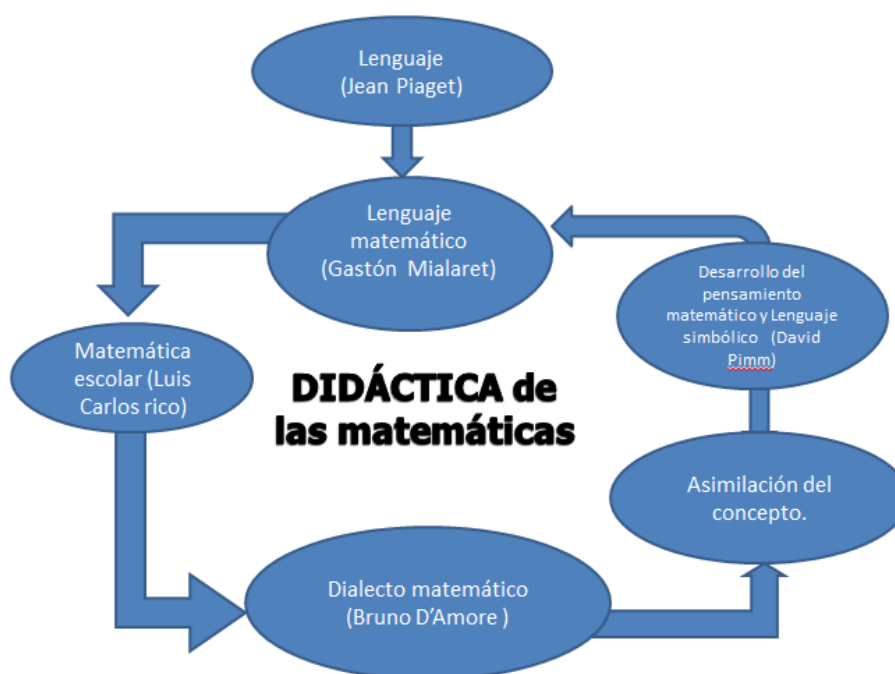 Lenguaje
(Jean Piaget)
Lenguaje
matemático
(Gastón Mialaret)
Matemática
escolar (Luis
Carlos rico)
DIDÁCTICA de
las matemáticas
Dialecto matemático
(Bruno D’Amore )
Asimilación del
concepto.
Desarrollo del
pensamiento
matemático y Lenguaje
simbólico (David
Pimm)